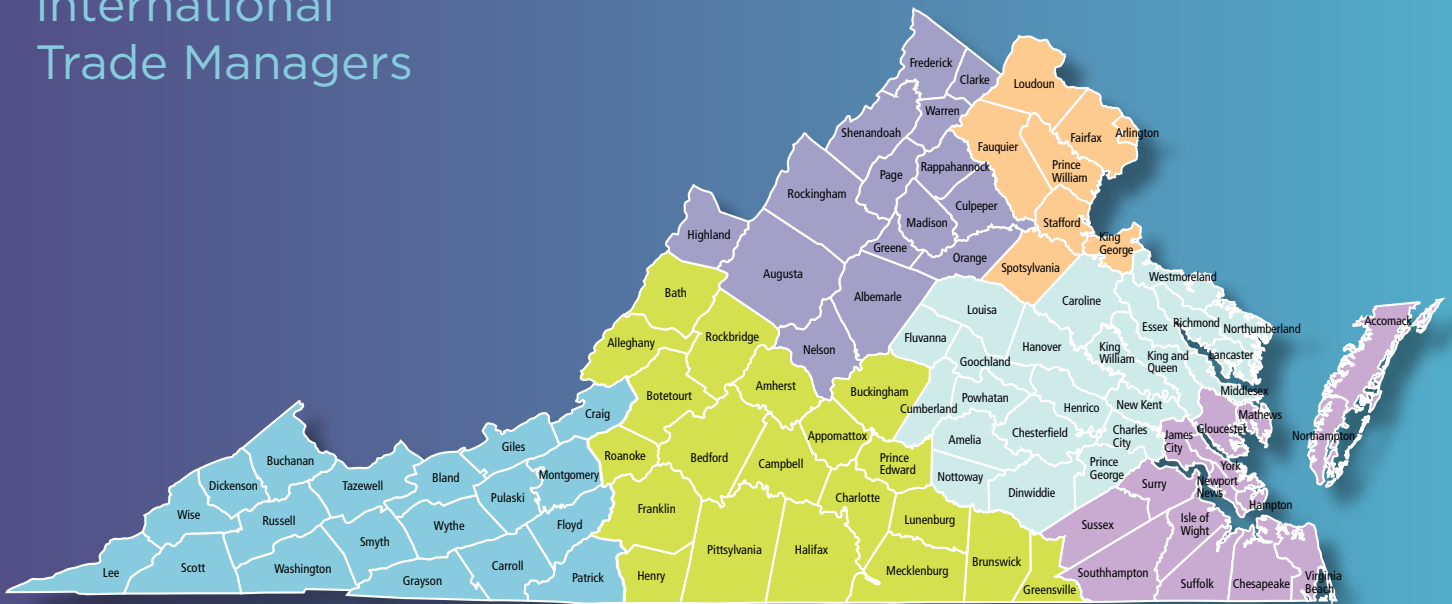 International
Trade Managers
Frederick
Clarke
Loudoun
Warren
Shenandoah
Fauquier
Fairfax
Arlington
Page
Rappahannock
Prince
William
Rockingham
Culpeper
Madison
Stafford
Highland
Greene
Orange
King
George
Spotsylvania
Augusta
Westmoreland
Bath
Albemarle
Caroline
Louisa
Essex
Richmond
Northumberland
Accomack
Alleghany
Rockbridge
Nelson
Fluvanna
Hanover
King
William
King and
Queen
Lancaster
Goochland
Botetourt
Amherst
Buckingham
Middlesex
Craig
Cumberland
Powhatan
Henrico
New Kent
Mathews
Gloucester
Northampton
Appomattox
Amelia
Chesterfield
Charles
City
James
City
Giles
Roanoke
Bedford
Campbell
Prince
Edward
Buchanan
Tazewell
Bland
Montgomery
Nottoway
Prince
George
York
Dickenson
Pulaski
Charlotte
Dinwiddie
Surry
Newport
News
Hampton
Wise
Russell
Wythe
Floyd
Franklin
Lunenburg
Sussex
Isle of
Wight
Smyth
Pittsylvania
Halifax
Lee
Scott
Washington
Grayson
Carroll
Patrick
Henry
Mecklenburg
Brunswick
Greensville
Southhampton
Suffolk
Chesapeake
Virginia
Beach